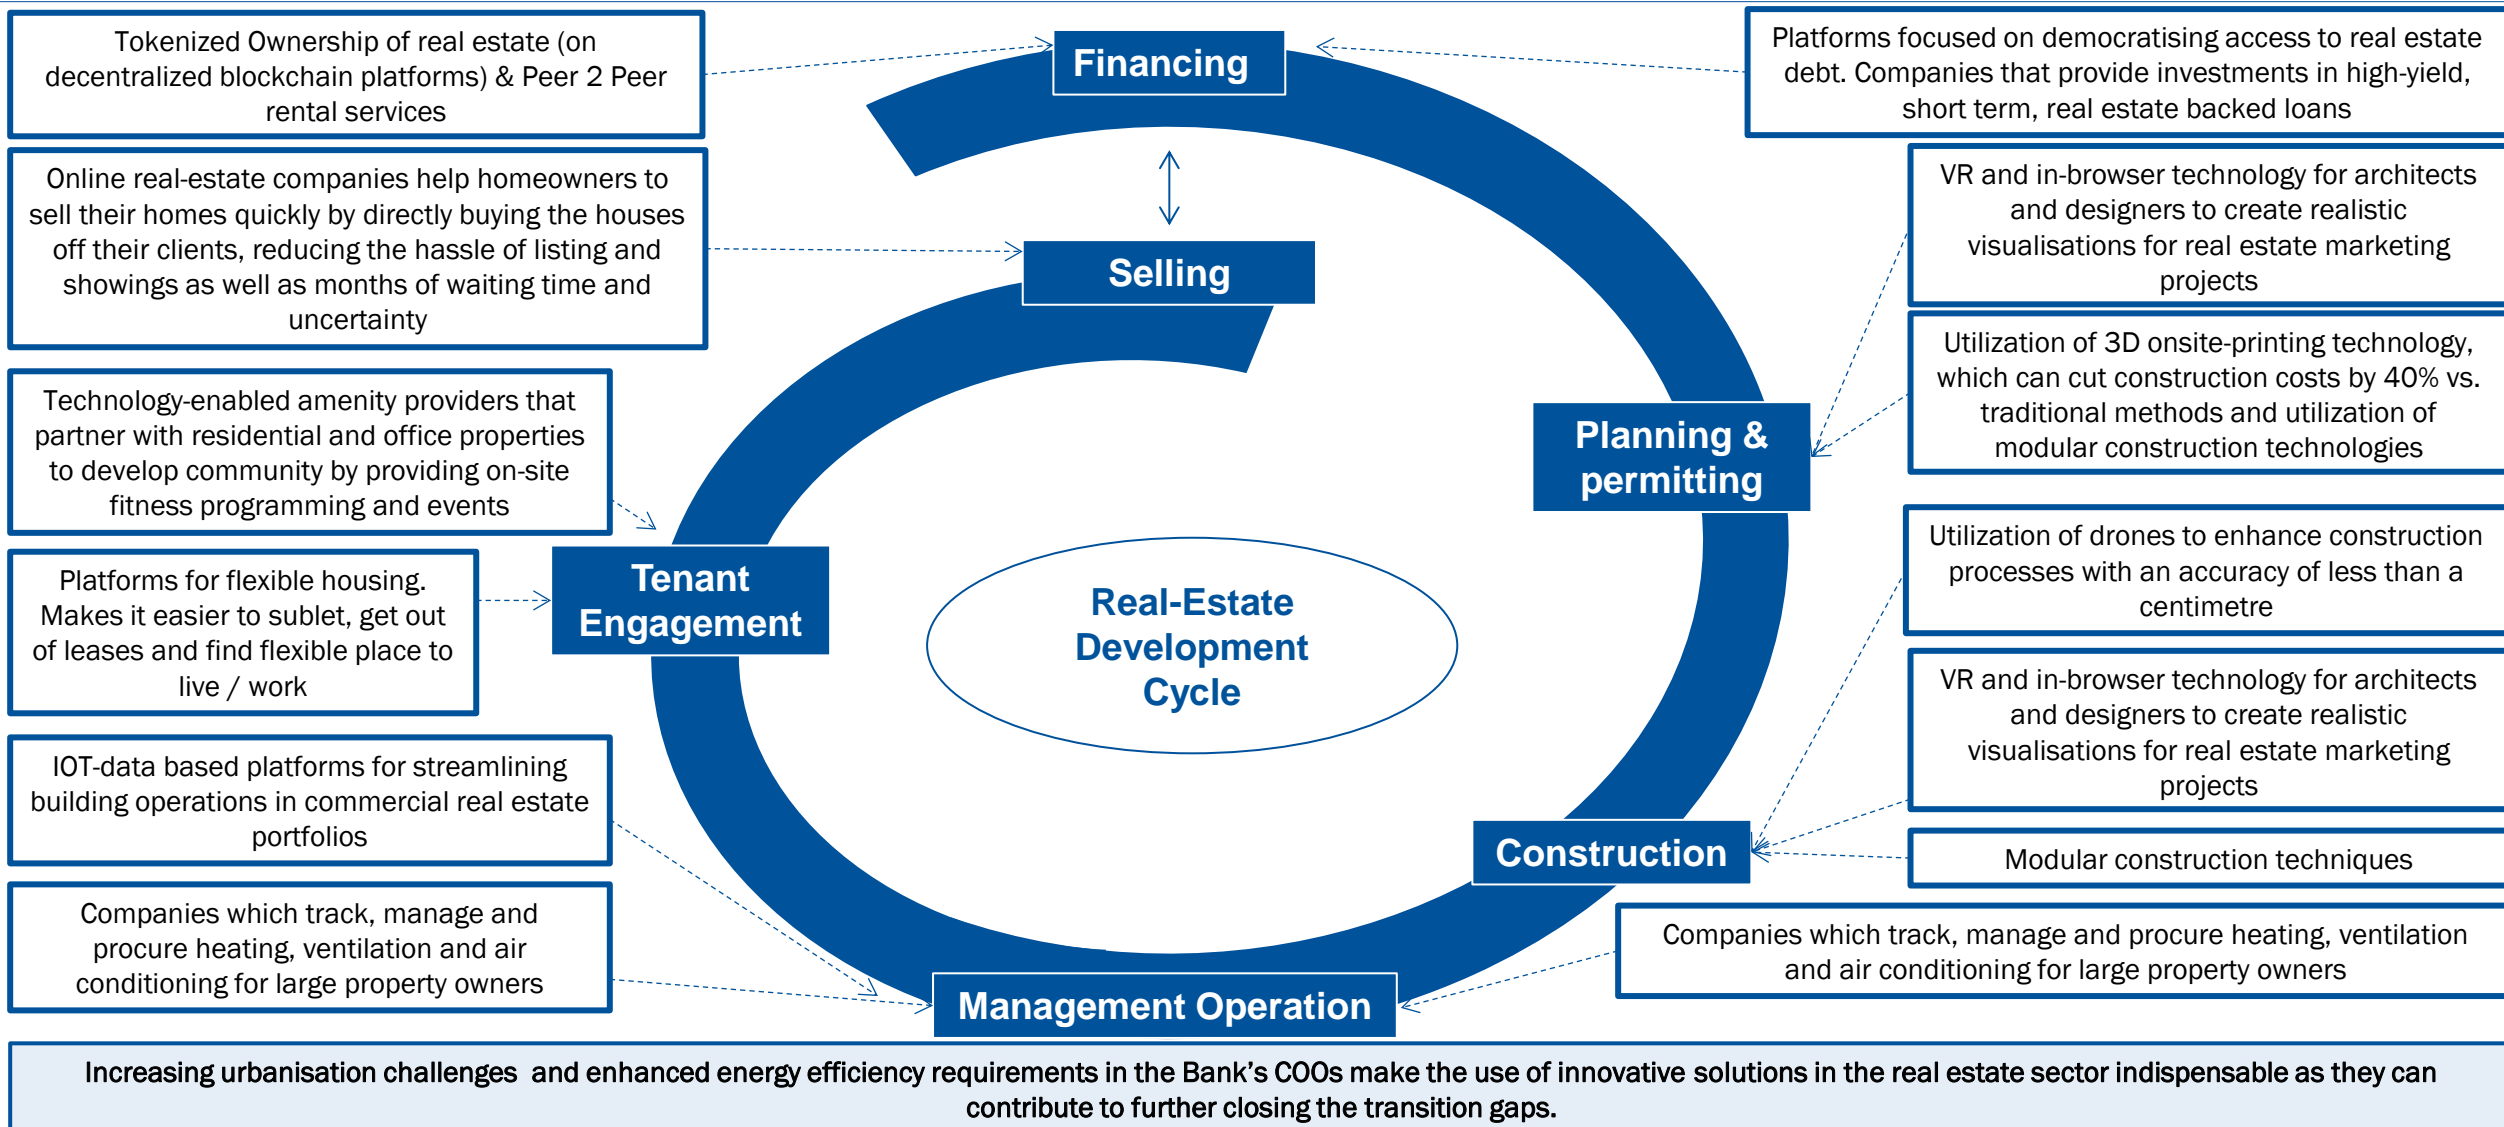 Tokenized Ownership of real estate (on
decentralized blockchain platforms) & Peer 2 Peer
rental services
Online real-estate companies help homeowners to
sell their homes quickly by directly buying the houses
off their clients, reducing the hassle of listing and
showings as well as months of waiting time and
uncertainty
Technology-enabled amenity providers that
partner with residential and office properties
to develop community by providing on-site
fitness programming and events
Platforms for flexible housing.
Makes it easier to sublet, get out
of leases and find flexible place to
live / work
IOT-data based platforms for streamlining
building operations in commercial real estate
portfolios
Companies which track, manage and
procure heating, ventilation and air
conditioning for large property owners
Financing
Selling
Tenant
Engagement
Real-Estate
Development
Cycle
Planning &
permitting
Construction
Management Operation
Platforms focused on democratising access to real estate
debt. Companies that provide investments in high-yield,
short term, real estate backed loans
VR and in-browser technology for architects
and designers to create realistic
visualisations for real estate marketing
projects
Utilization of 3D onsite-printing technology,
which can cut construction costs by 40% vs.
traditional methods and utilization of
modular construction technologies
Utilization of drones to enhance construction
processes with an accuracy of less than a
centimetre
VR and in-browser technology for architects
and designers to create realistic
visualisations for real estate marketing
projects
Modular construction techniques
Companies which track, manage and procure heating, ventilation
and air conditioning for large property owners
Increasing urbanisation challenges and enhanced energy efficiency requirements in the Bank's COOs make the use of innovative solutions in the real estate sector indispensable as they can
contribute to further closing the transition gaps.